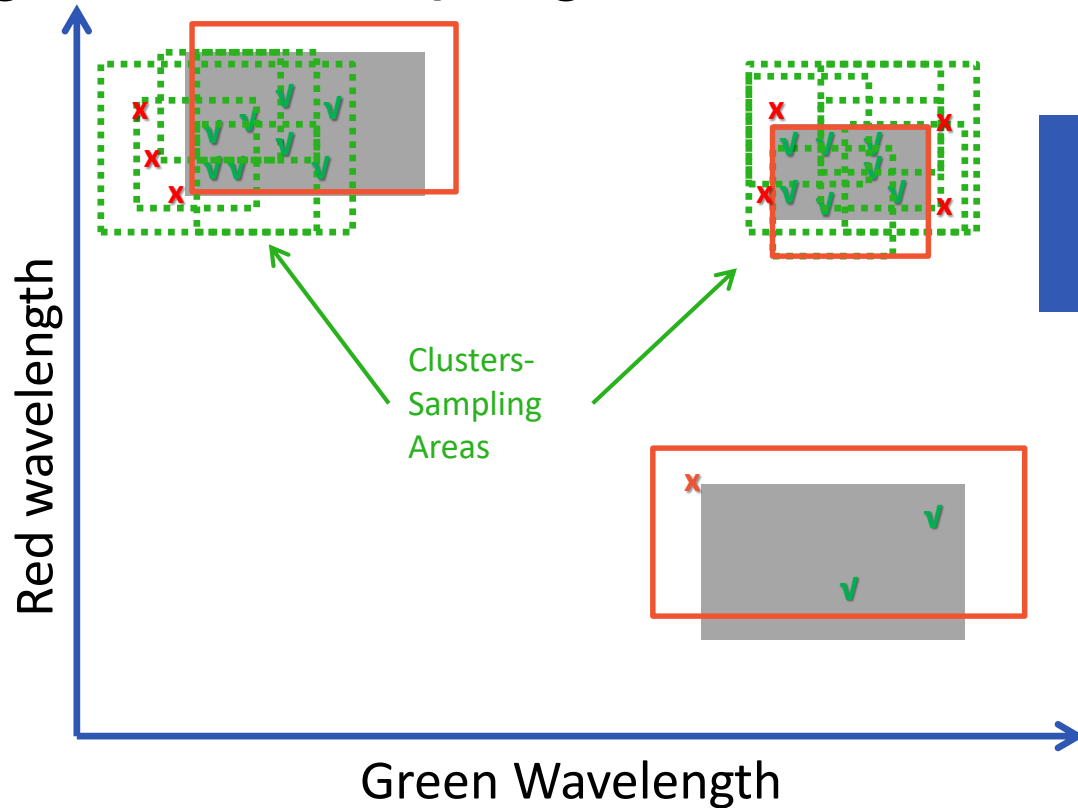 Red wavelength
x
x
x
√
√
√
√
√
√
√
√
x
x
x
x
√
√
√
√
√
√
√
Clusters-
Sampling
Areas
x
√
√
Green Wavelength